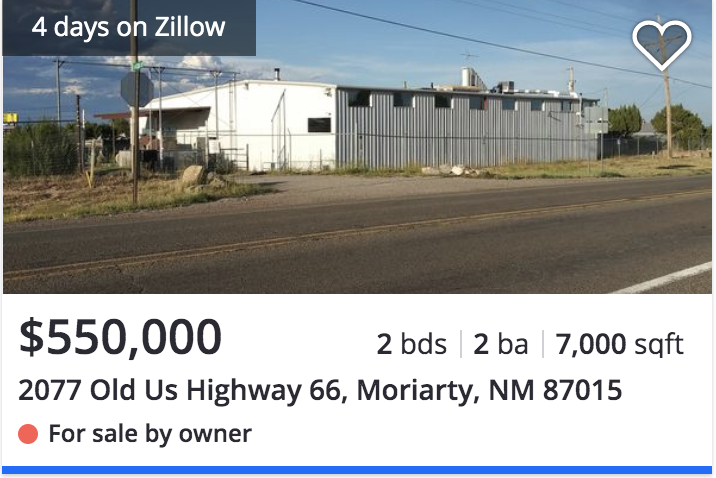 4 days on Zillow
$550,000 2 bds 2 ba 7,000 sqft
2077 Old Us Highway 66, Moriarty, NM 87015
For sale by owner